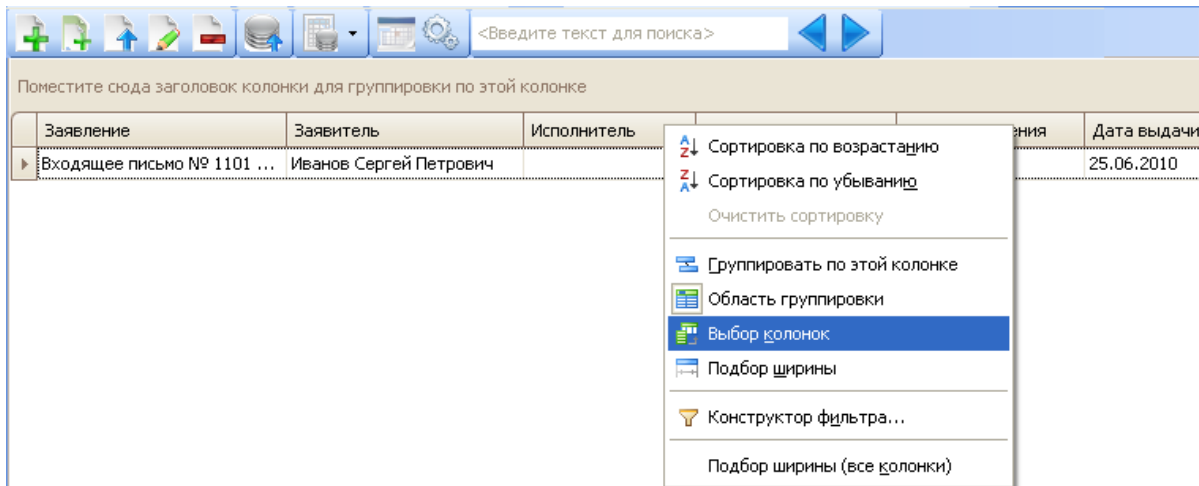 <Введите текст для поиска>
Поместите сюда заголовок колонки для группировки по этой колонке
Заявление Заявитель Исполнитель ения Дата выдачи
Входящее письмо № 1101 ... Иванов Сергей Петрович 25.06.2010
Сортировка по возрастанию
Сортировка по убыванию
Очистить сортировку
Группировать по этой колонке
Область группировки
Выбор колонок
Подбор ширины
Конструктор фильтра...
Подбор ширины (все колонки)